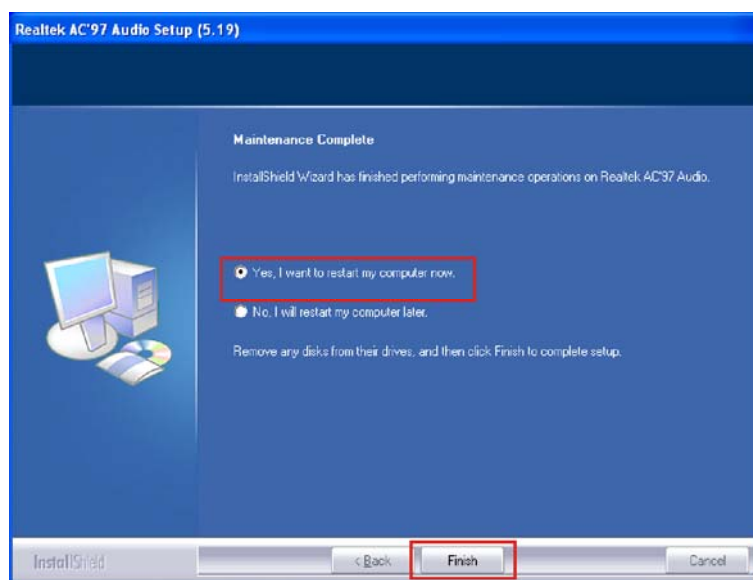 Realtek AC'97 Audio Setup (5.19)
Maintenance Complete
InstallShield Wizard has finished performing maintenance operations on Realtek AC'97 Audio.
Yes, I want to restart my computer now.
No, I will restart my computer later.
Remove any disks from their drives, and then click Finish to complete setup.
InstallShield
< Back
Finish
Cancel